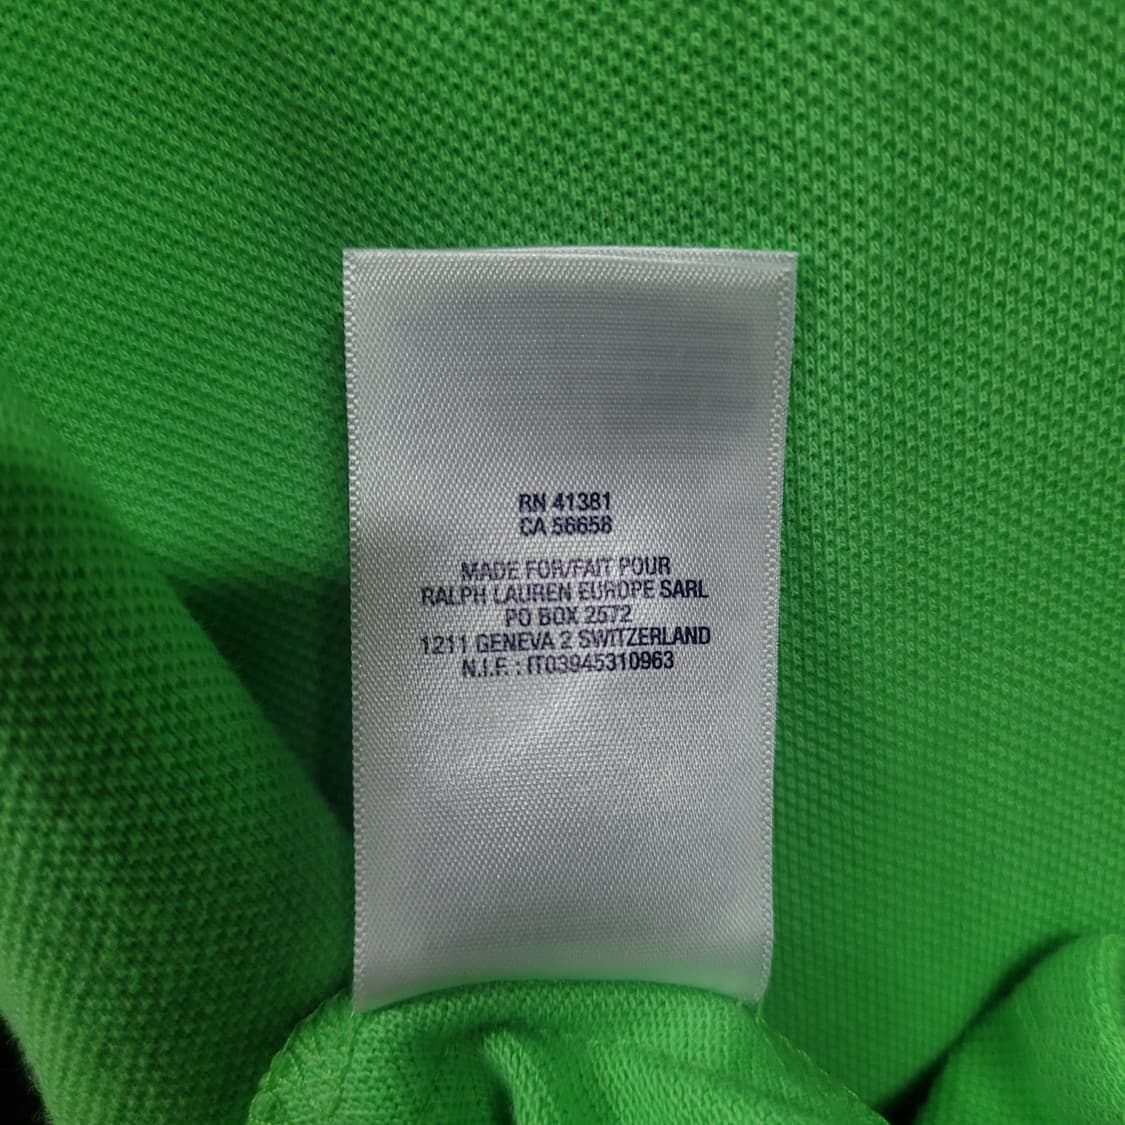 RN 41381
CA 56658
MADE FOR/FAIT POUR
RALPH LAUREN EUROPE SARL
PO BOX 2572
1211 GENEVA 2 SWITZERLAND
N.I.F. : IT03945310963